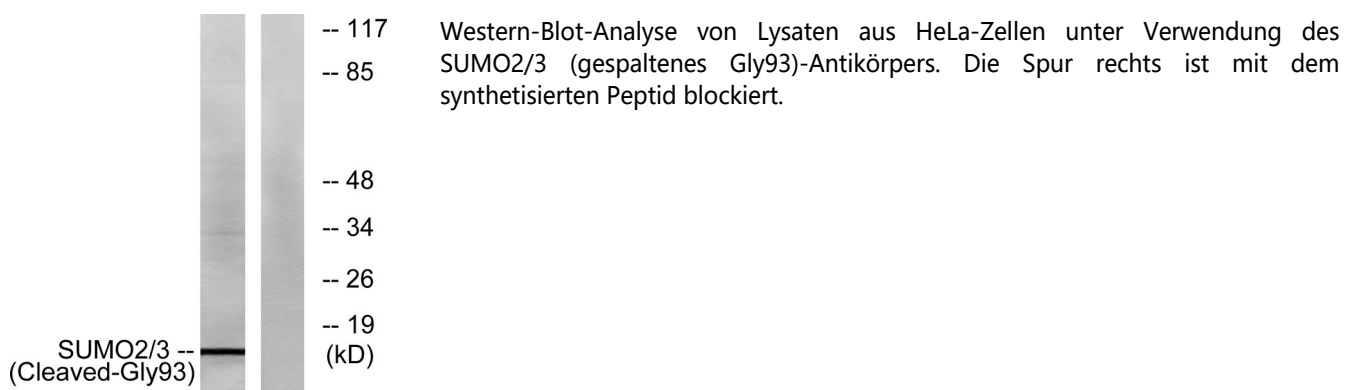 -- 117
-- 85
-- 48
-- 34
-- 26
-- 19
(kD)
SUMO2/3 --
(Cleaved-Gly93)
Western-Blot-Analyse von Lysaten aus HeLa-Zellen unter Verwendung des
SUMO2/3 (gespaltenes Gly93)-Antikörpers. Die Spur rechts ist mit dem
synthetisierten Peptid blockiert.